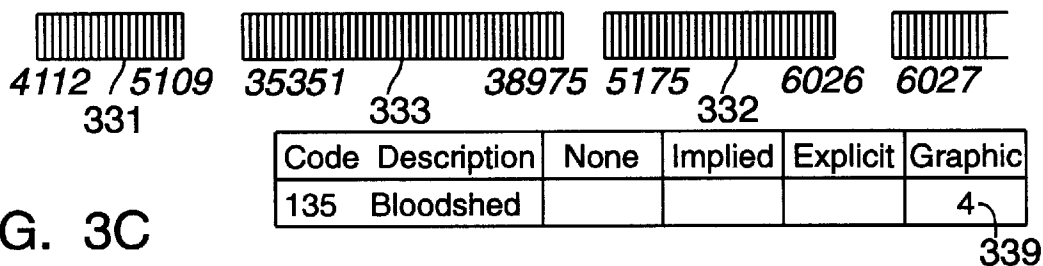 4112 5109 35351 38975 5175 6026 6027
331 333 332
Code Description None Implied Explicit Graphic
135 Bloodshed 4
G. 3C
339